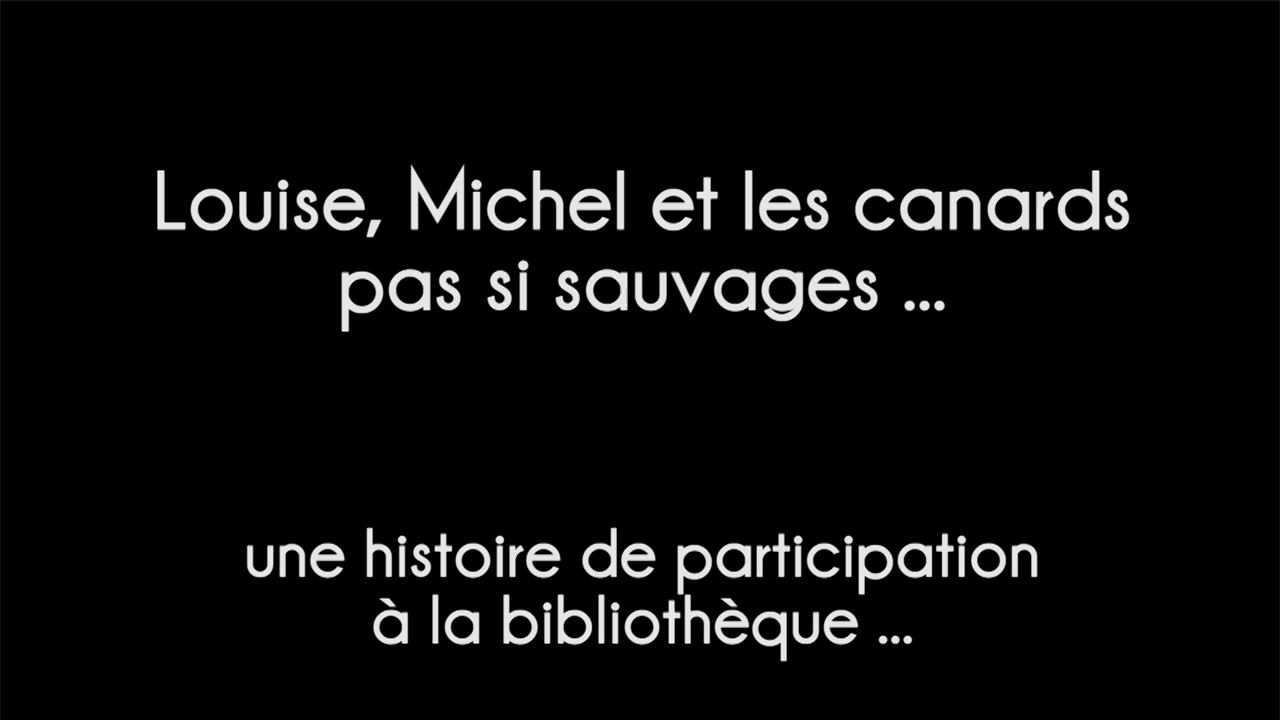 Louise, Michel et les canards
pas si sauvages ...
une histoire de participation
à la bibliothèque ...